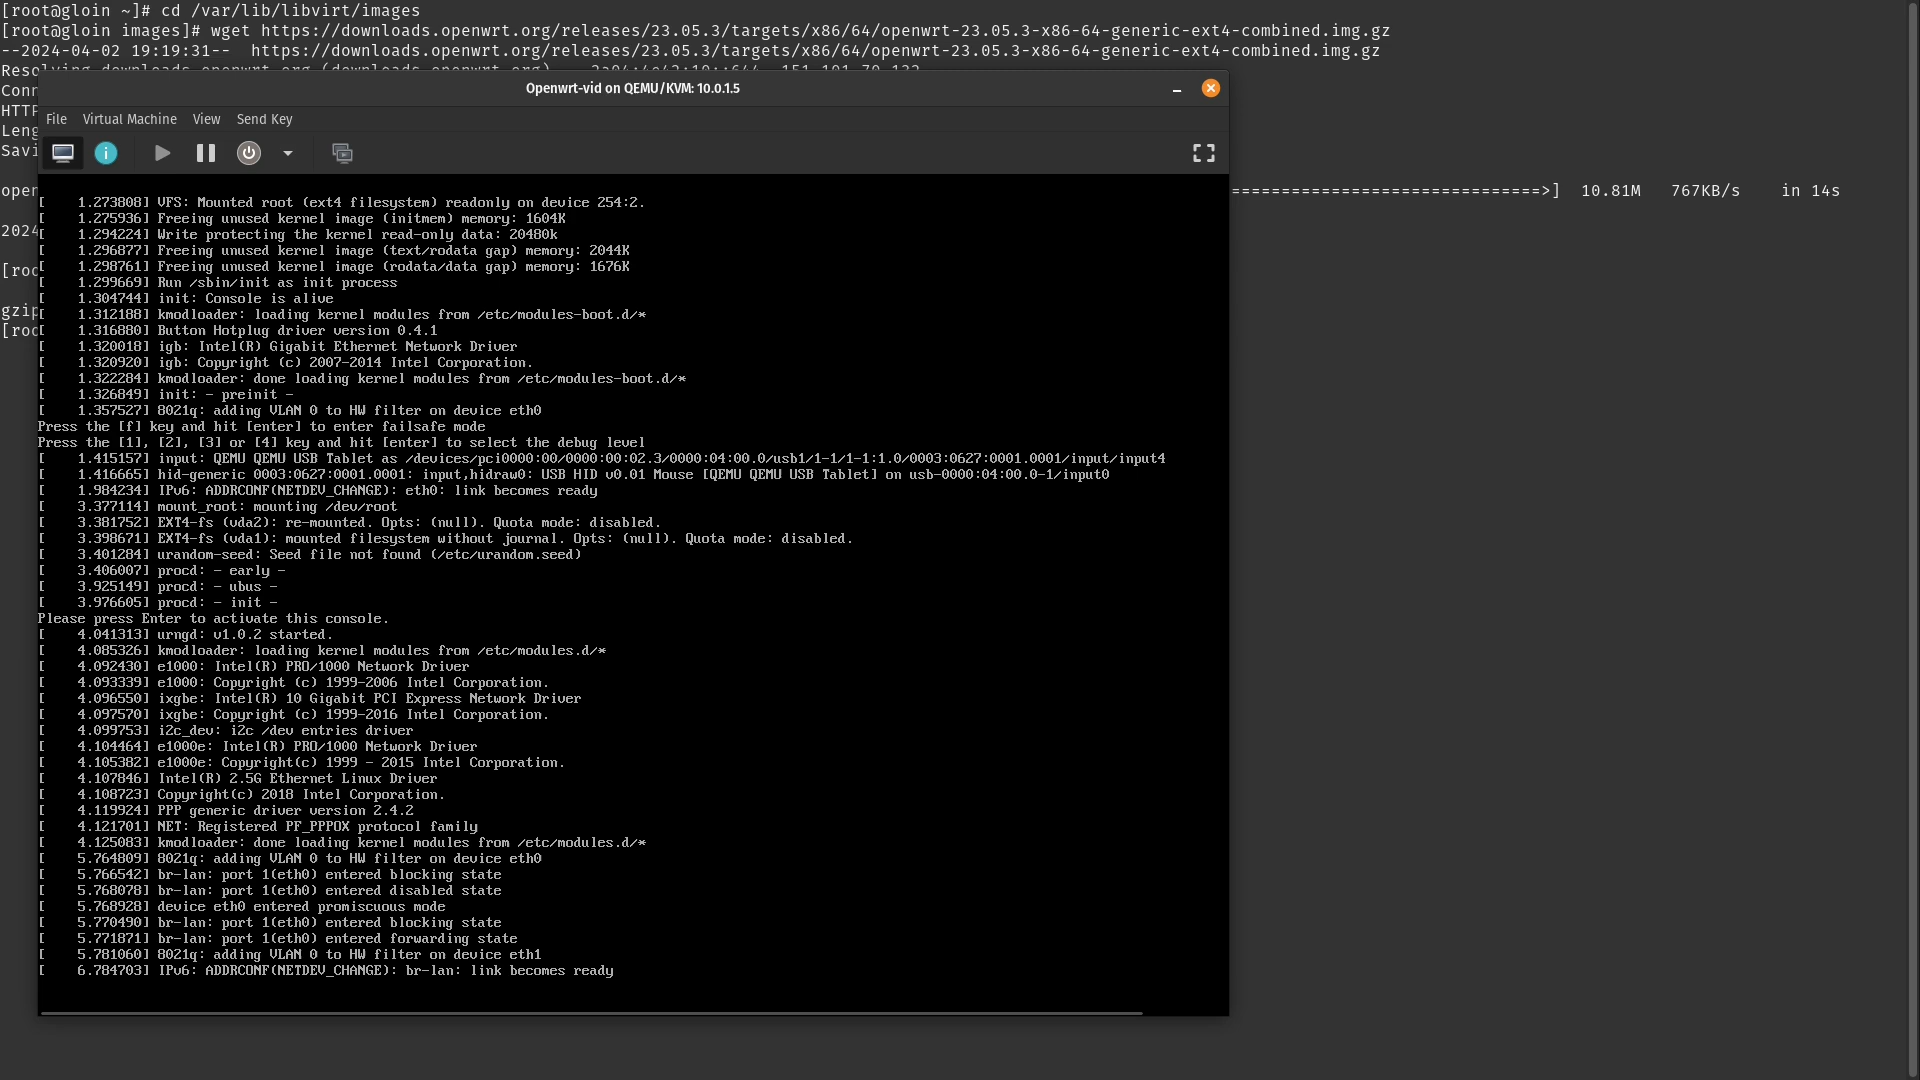 [root@gloin ~]# cd /var/lib/libvirt/images
[root@gloin images]# wget https://downloads.openwrt.org/releases/23.05.3/targets/x86/64/openwrt-23.05.3-x86-64-generic-ext4-combined.img.gz
--2024-04-02 19:19:31--  https://downloads.openwrt.org/releases/23.05.3/targets/x86/64/openwrt-23.05.3-x86-64-generic-ext4-combined.img.gz
Resolving downloads.openwrt.org (downloads.openwrt.org)...
Conn
HTTP
Leng
Savi
open
==============================>]  10.81M   767KB/s    in 14s
2024
[roo
gzip
[roo
Openwrt-vid on QEMU/KVM: 10.0.1.5
File Virtual Machine View Send Key
[    1.273808] VFS: Mounted root (ext4 filesystem) readonly on device 254:2.
[    1.275936] Freeing unused kernel image (initmem) memory: 1604K
[    1.294224] Write protecting the kernel read-only data: 20480k
[    1.296877] Freeing unused kernel image (text/rodata gap) memory: 2044K
[    1.298761] Freeing unused kernel image (rodata/data gap) memory: 1676K
[    1.299669] Run /sbin/init as init process
[    1.304744] init: Console is alive
[    1.312188] kmodloader: loading kernel modules from /etc/modules-boot.d/*
[    1.316880] Button Hotplug driver version 0.4.1
[    1.320018] igb: Intel(R) Gigabit Ethernet Network Driver
[    1.320920] igb: Copyright (c) 2007-2014 Intel Corporation.
[    1.322284] kmodloader: done loading kernel modules from /etc/modules-boot.d/*
[    1.326849] init: - preinit -
[    1.357527] 8021q: adding VLAN 0 to HW filter on device eth0
Press the [f] key and hit [enter] to enter failsafe mode
Press the [1], [2], [3] or [4] key and hit [enter] to select the debug level
[    1.415157] input: QEMU QEMU USB Tablet as /devices/pci0000:00/0000:00:02.3/0000:04:00.0/usb1/1-1/1-1:1.0/0003:0627:0001.0001/input/input4
[    1.416665] hid-generic 0003:0627:0001.0001: input,hidraw0: USB HID v0.01 Mouse [QEMU QEMU USB Tablet] on usb-0000:04:00.0-1/input0
[    1.984234] IPv6: ADDRCONF(NETDEV_CHANGE): eth0: link becomes ready
[    3.377114] mount_root: mounting /dev/root
[    3.381752] EXT4-fs (vda2): re-mounted. Opts: (null). Quota mode: disabled.
[    3.398671] EXT4-fs (vda1): mounted filesystem without journal. Opts: (null). Quota mode: disabled.
[    3.401284] urandom-seed: Seed file not found (/etc/urandom.seed)
[    3.406007] procd: - early -
[    3.925149] procd: - ubus -
[    3.976605] procd: - init -
Please press Enter to activate this console.
[    4.041313] urngd: v1.0.2 started.
[    4.085326] kmodloader: loading kernel modules from /etc/modules.d/*
[    4.092430] e1000: Intel(R) PRO/1000 Network Driver
[    4.093339] e1000: Copyright (c) 1999-2006 Intel Corporation.
[    4.096550] ixgbe: Intel(R) 10 Gigabit PCI Express Network Driver
[    4.097570] ixgbe: Copyright (c) 1999-2016 Intel Corporation.
[    4.099753] i2c_dev: i2c /dev entries driver
[    4.104464] e1000e: Intel(R) PRO/1000 Network Driver
[    4.105382] e1000e: Copyright(c) 1999 - 2015 Intel Corporation.
[    4.107846] Intel(R) 2.5G Ethernet Linux Driver
[    4.108723] Copyright(c) 2018 Intel Corporation.
[    4.119924] PPP generic driver version 2.4.2
[    4.121701] NET: Registered PF_PPPOX protocol family
[    4.125083] kmodloader: done loading kernel modules from /etc/modules.d/*
[    5.764809] 8021q: adding VLAN 0 to HW filter on device eth0
[    5.766542] br-lan: port 1(eth0) entered blocking state
[    5.768078] br-lan: port 1(eth0) entered disabled state
[    5.768928] device eth0 entered promiscuous mode
[    5.770490] br-lan: port 1(eth0) entered blocking state
[    5.771871] br-lan: port 1(eth0) entered forwarding state
[    5.781060] 8021q: adding VLAN 0 to HW filter on device eth1
[    6.784703] IPv6: ADDRCONF(NETDEV_CHANGE): br-lan: link becomes ready